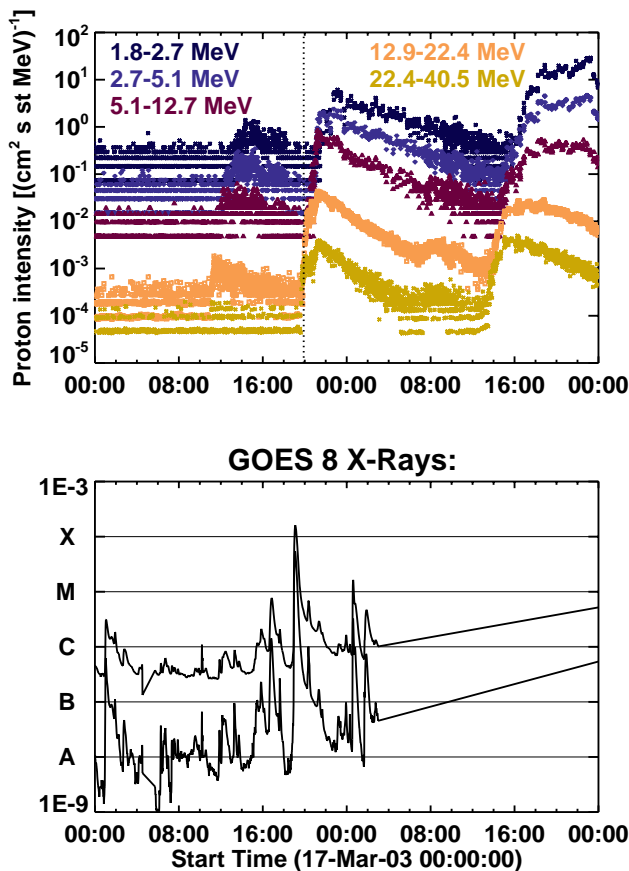 Proton intensity [(cm² s st MeV)⁻¹]
10²
10¹
10⁰
10⁻¹
10⁻²
10⁻³
10⁻⁴
10⁻⁵
1.8-2.7 MeV
2.7-5.1 MeV
5.1-12.7 MeV
12.9-22.4 MeV
22.4-40.5 MeV
00:00 08:00 16:00 00:00 08:00 16:00 00:00
GOES 8 X-Rays:
1E-3
X
M
C
B
A
1E-9
00:00 08:00 16:00 00:00 08:00 16:00 00:00
Start Time (17-Mar-03 00:00:00)